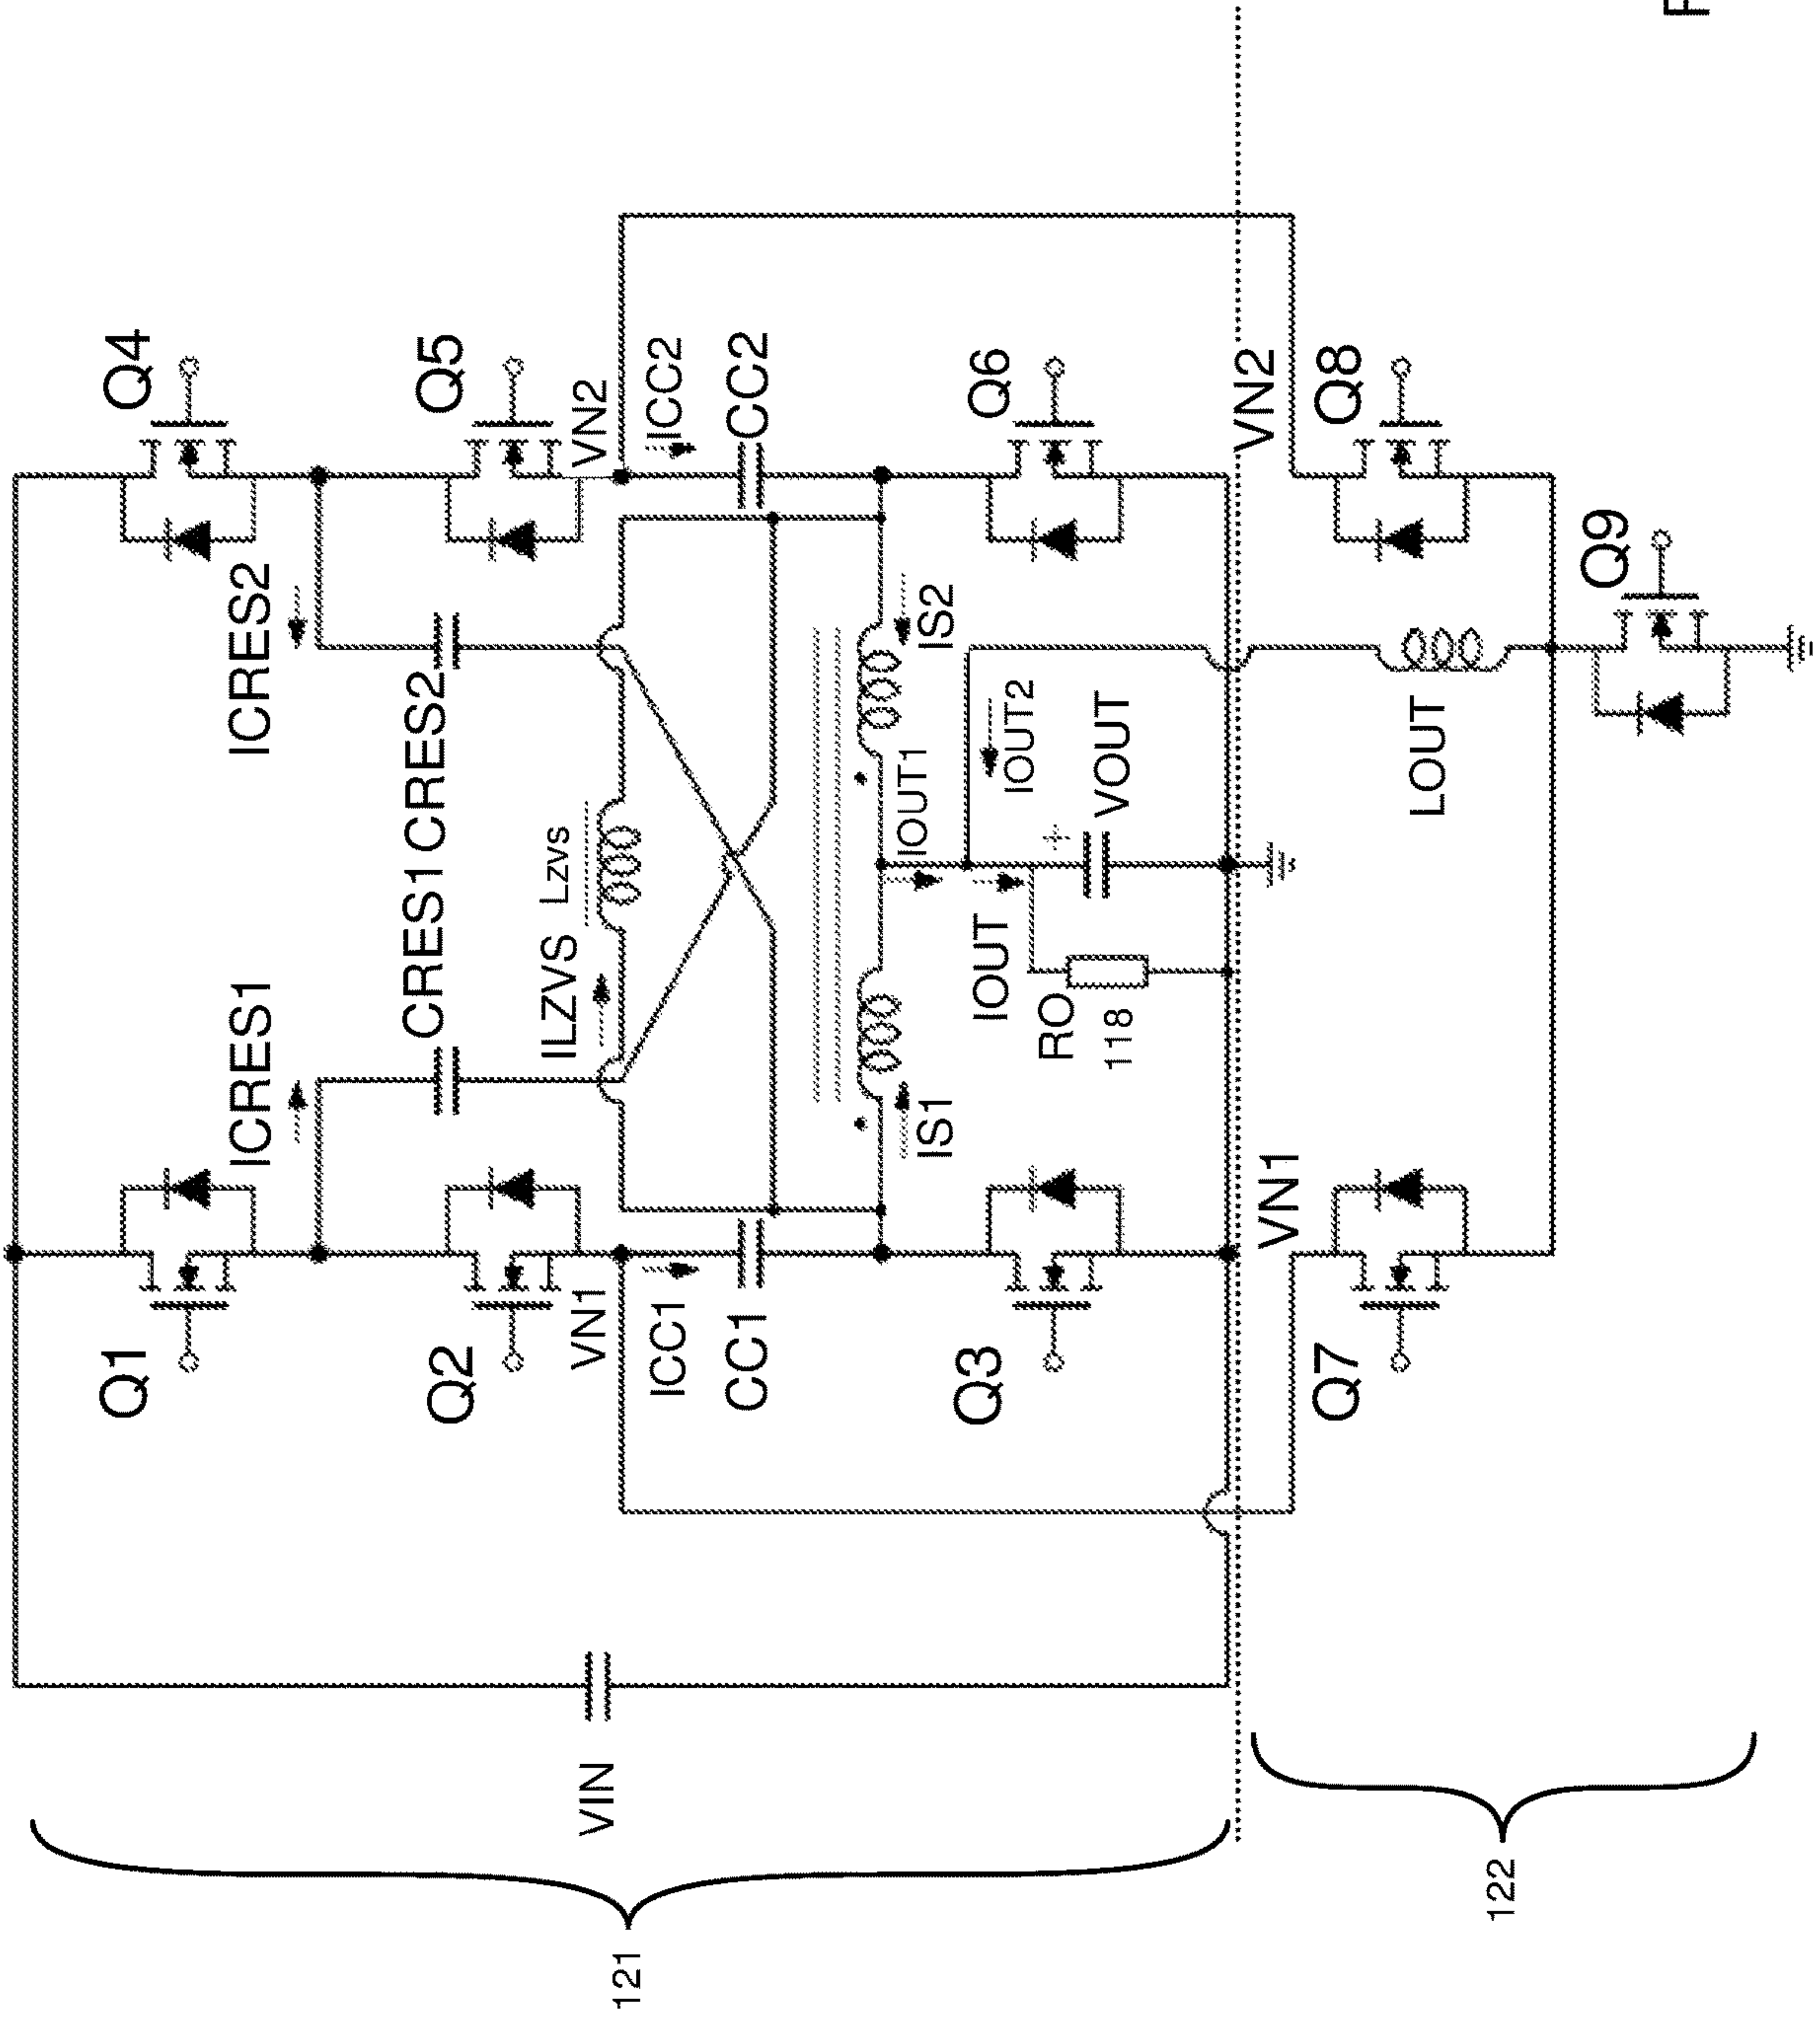 Q1
Q4
ICRES1
ICRES2
CRES1 CRES2
Q2
Q5
VN1
ILZVS
Lzvs
VN2
ICC1
ICC2
CC1
CC2
VIN
IS1
IOUT1
IS2
Q3
Q6
IOUT
IOUT2
RO
118
VOUT
VN1
VN2
Q7
Q8
LOUT
Q9
121
122